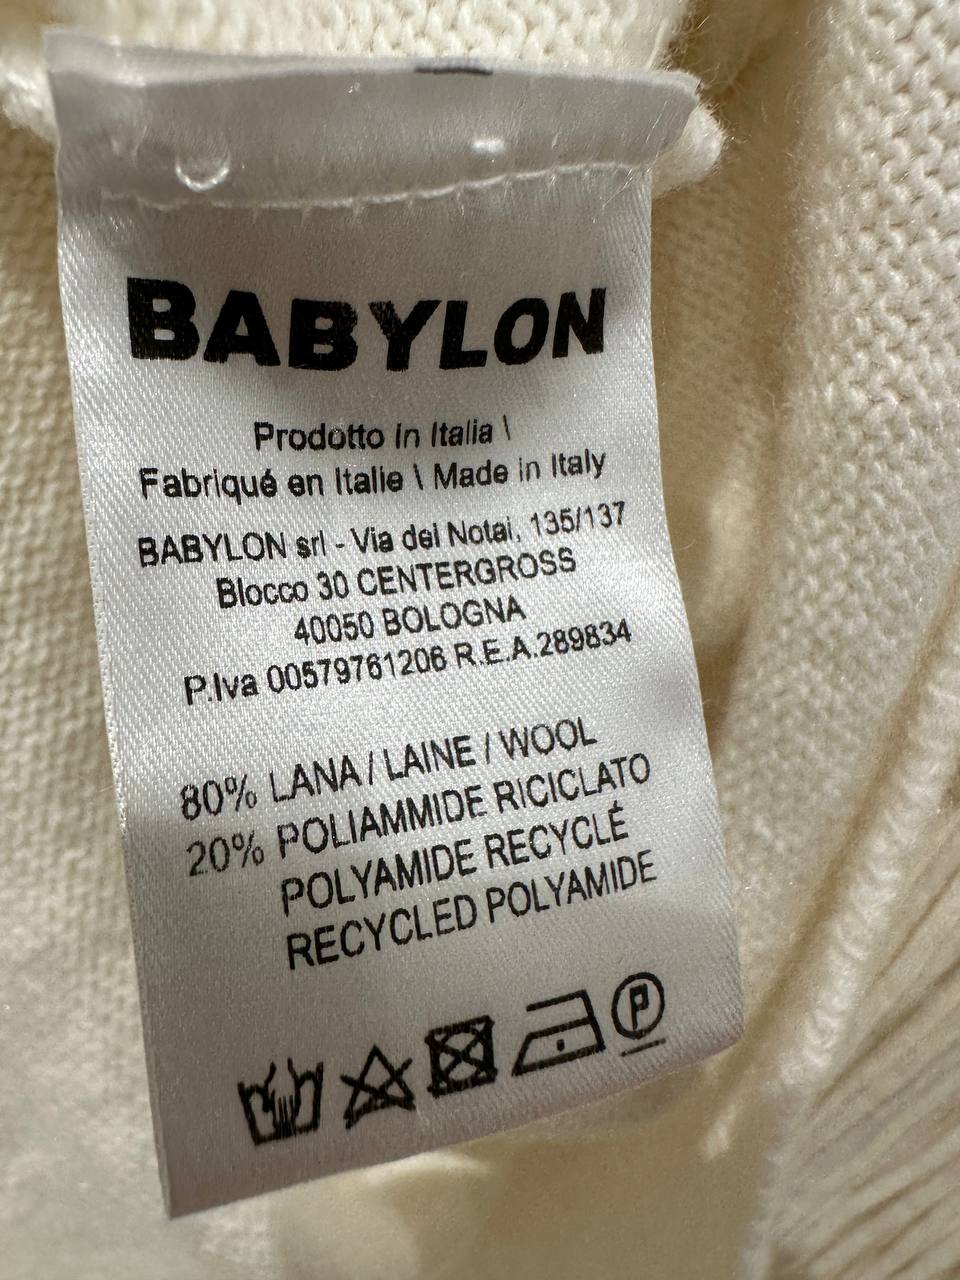 BABYLON
Prodotto in Italia \
Fabriqué en Italie \ Made in Italy
BABYLON srl - Via dei Notai, 135/137
Blocco 30 CENTERGROSS
40050 BOLOGNA
P.Iva 00579761206 R.E.A.289834
80% LANA / LAINE / WOOL
20% POLIAMMIDE RICICLATO
POLYAMIDE RECYCLÉ
RECYCLED POLYAMIDE
P